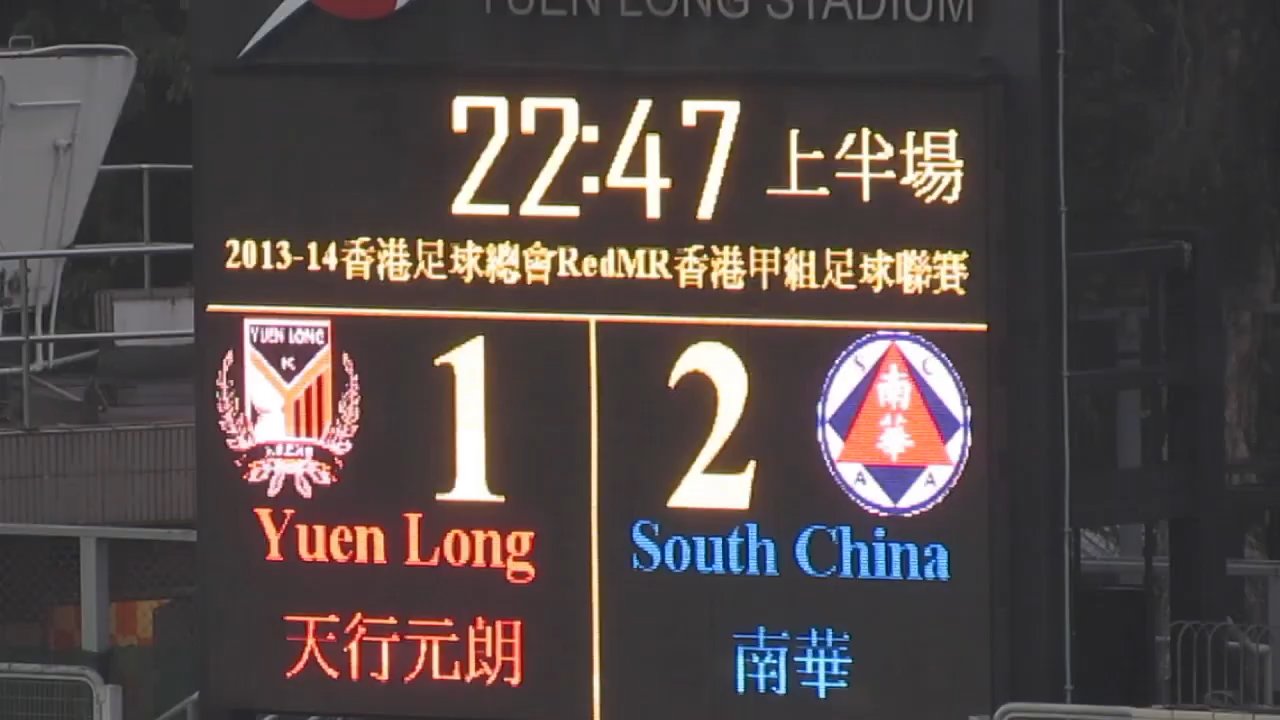 YUEN LONG STADIUM
22:47 上半場
2013-14香港足球總會RedMR香港甲組足球聯賽
YUEN LONG
K
1
2
S C
南華
A A
Yuen Long
South China
天行元朗
南華